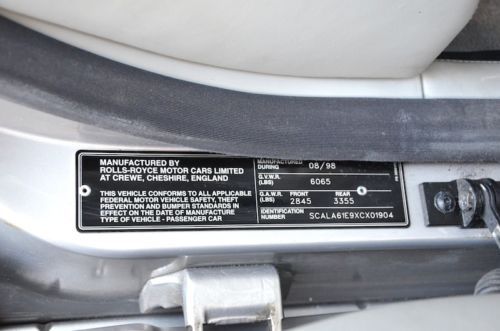 MANUFACTURED BY
ROLLS-ROYCE MOTOR CARS LIMITED
AT CREWE, CHESHIRE, ENGLAND
THIS VEHICLE CONFORMS TO ALL APPLICABLE
FEDERAL MOTOR VEHICLE SAFETY, THEFT
PREVENTION AND BUMPER STANDARDS IN
EFFECT ON THE DATE OF MANUFACTURE
TYPE OF VEHICLE - PASSENGER CAR
MANUFACTURED
DURING 08/98
G.V.W.R.
(LBS) 6065
G.A.W.R. FRONT REAR
(LBS) 2845 3355
IDENTIFICATION
NUMBER SCALA61E9XCX01904